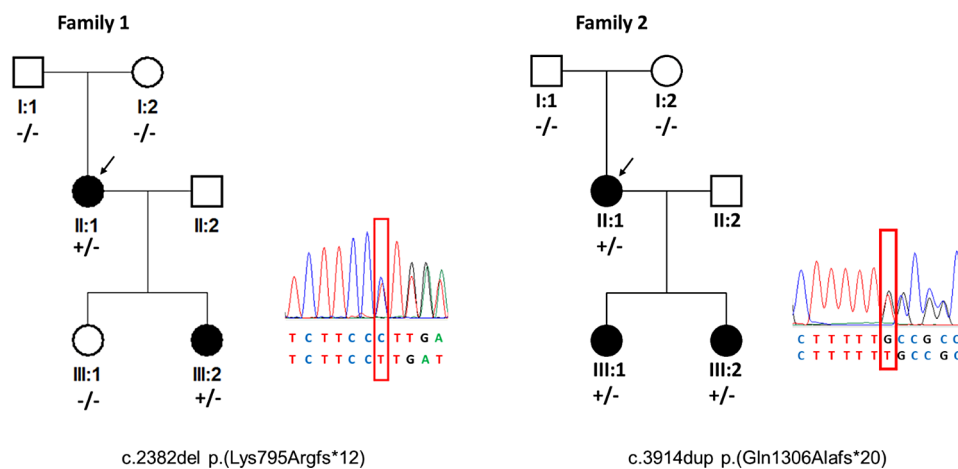 Family 1
I:1
-/-
I:2
-/-
II:1
+/-
II:2
III:1
-/-
III:2
+/-
T C T T C C C T T G A
T C T T C C T T G A T
c.2382del p.(Lys795Argfs*12)
Family 2
I:1
-/-
I:2
-/-
II:1
+/-
II:2
III:1
+/-
III:2
+/-
C T T T T T G C C G C C
C T T T T T T G C C G C
c.3914dup p.(Gln1306Alafs*20)